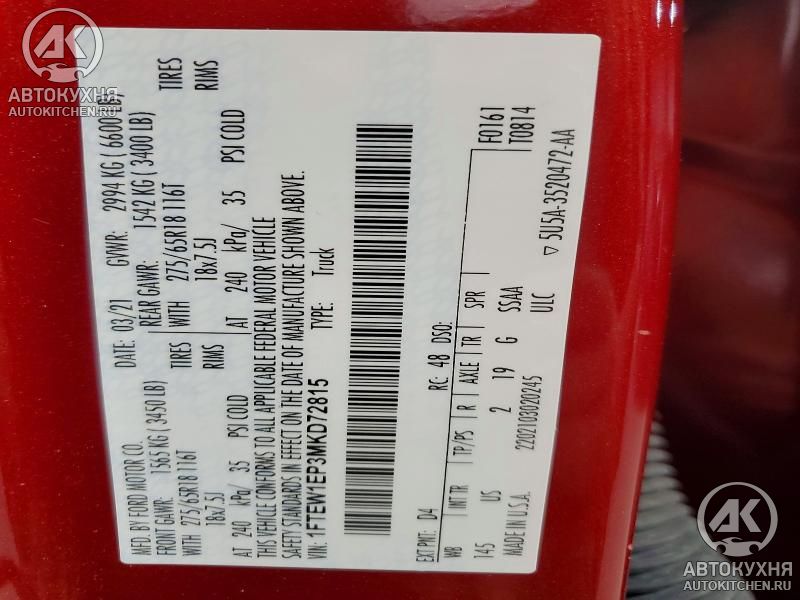 MFD. BY FORD MOTOR CO.
DATE: 03/21 GVWR: 2994 KG ( 6600 LB)
FRONT GAWR: 1565 KG ( 3450 LB) REAR GAWR: 1542 KG ( 3400 LB)
WITH 275/65R18 116T TIRES WITH 275/65R18 116T TIRES
18x7.5J RIMS 18x7.5J RIMS
AT 240 kPa/ 35 PSI COLD AT 240 kPa/ 35 PSI COLD
THIS VEHICLE CONFORMS TO ALL APPLICABLE FEDERAL MOTOR VEHICLE
SAFETY STANDARDS IN EFFECT ON THE DATE OF MANUFACTURE SHOWN ABOVE.
VIN: 1FTEW1EP3MKD72815 TYPE: Truck
F0161
T0814
EXT PNT: D4 RC: 48 DSO:
WB INT TR TP/PS R AXLE TR SPR
145 US 2 19 G SSAA
2202103020245 ULC
MADE IN U.S.A. ▽ 5U5A-3520472-AA
АК
АВТОКУХНЯ
AUTOKITCHEN.RU
АК
АВТОКУХНЯ
AUTOKITCHEN.RU